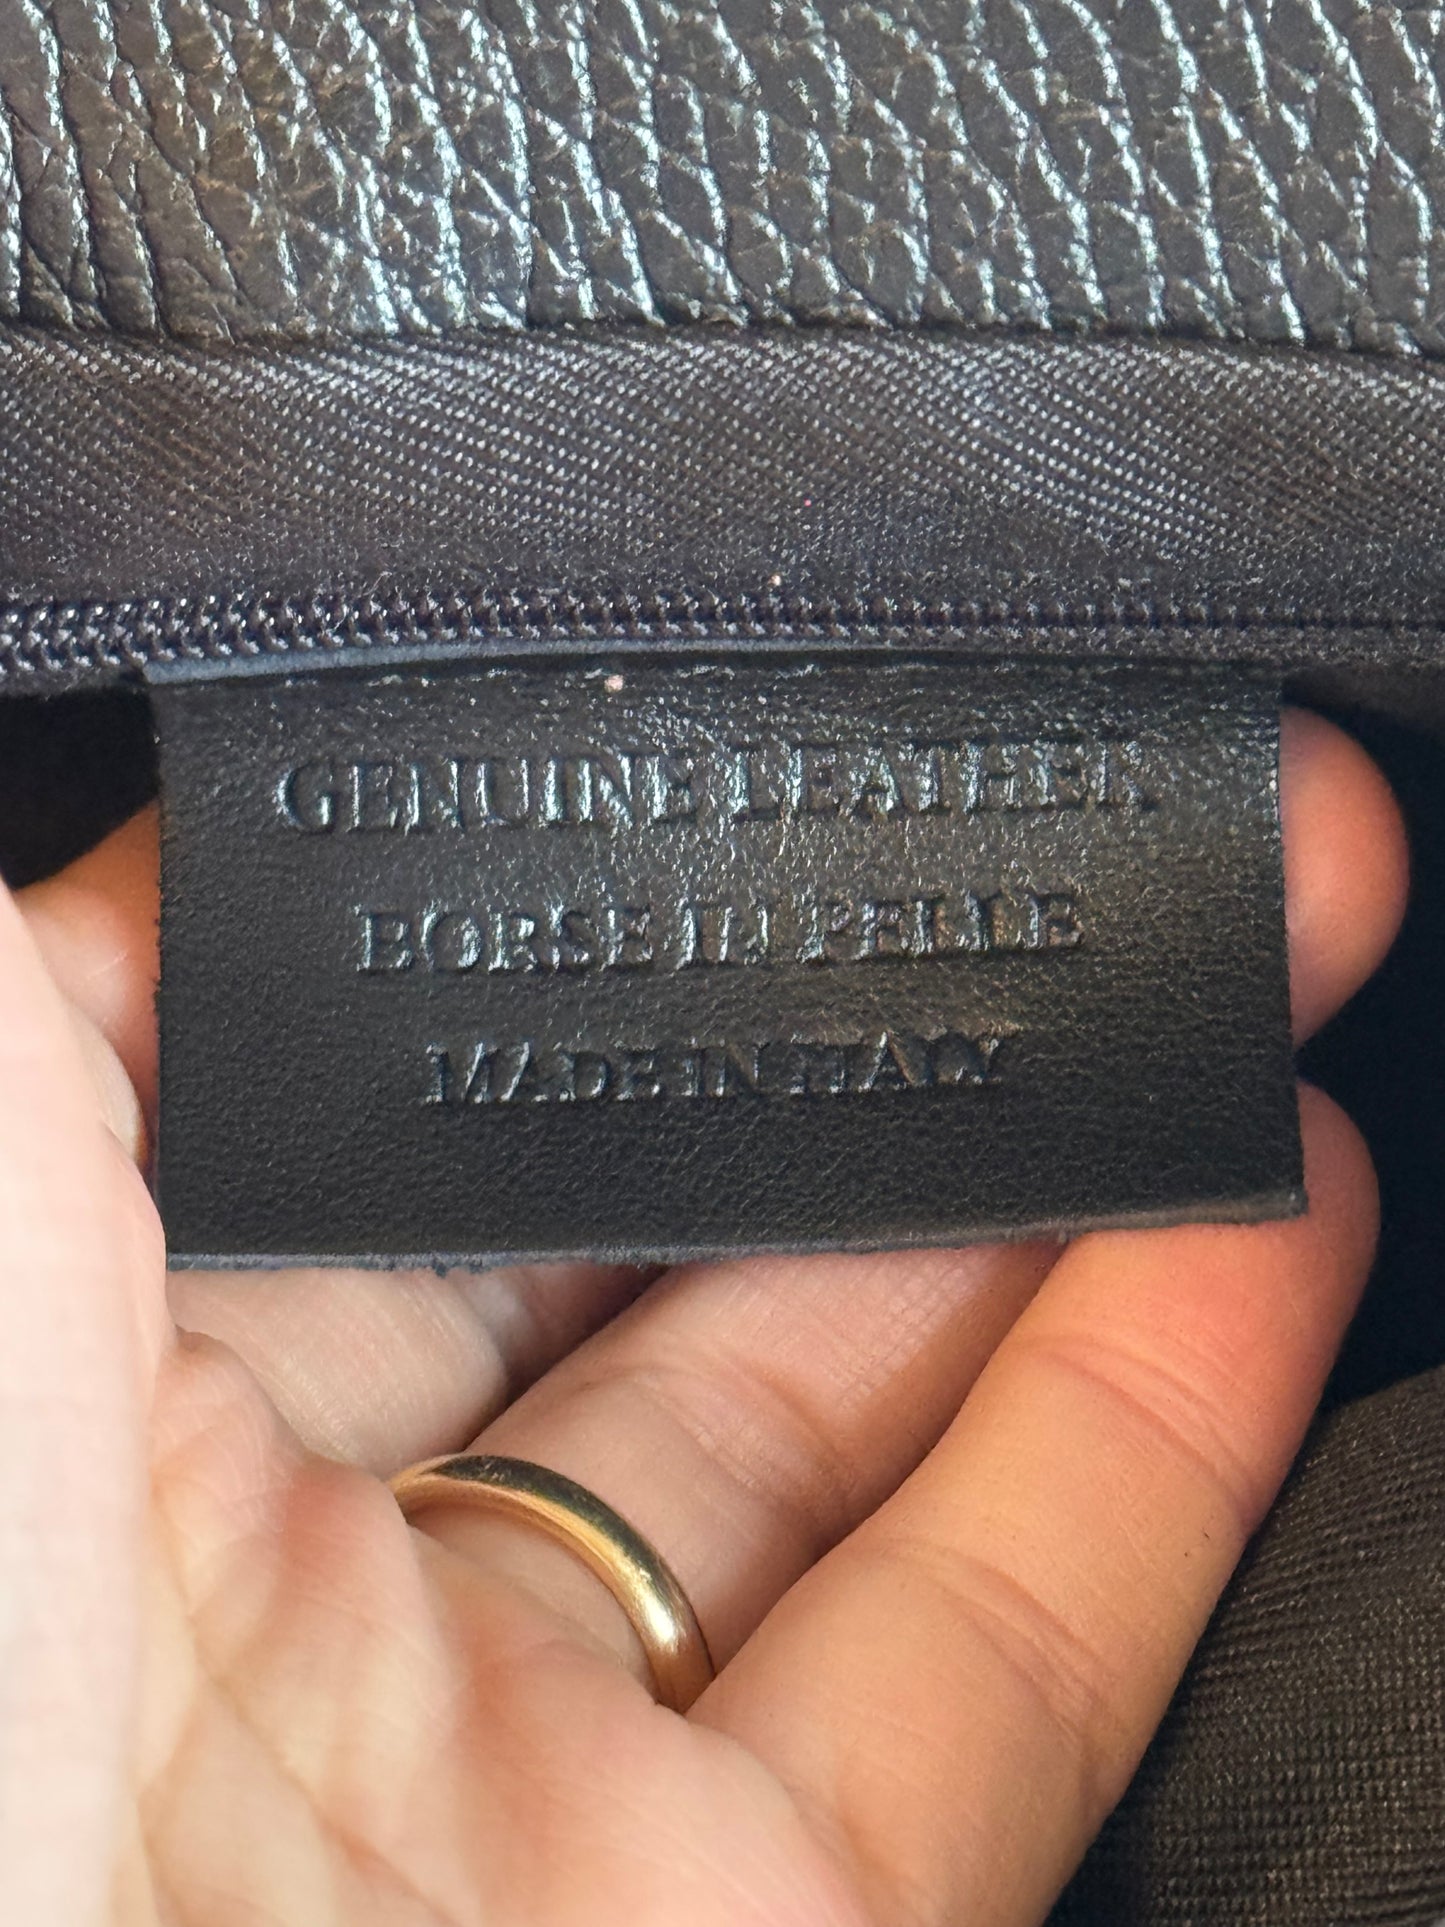 GENUINE LEATHER
BORSE IN PELLE
MADE IN ITALY